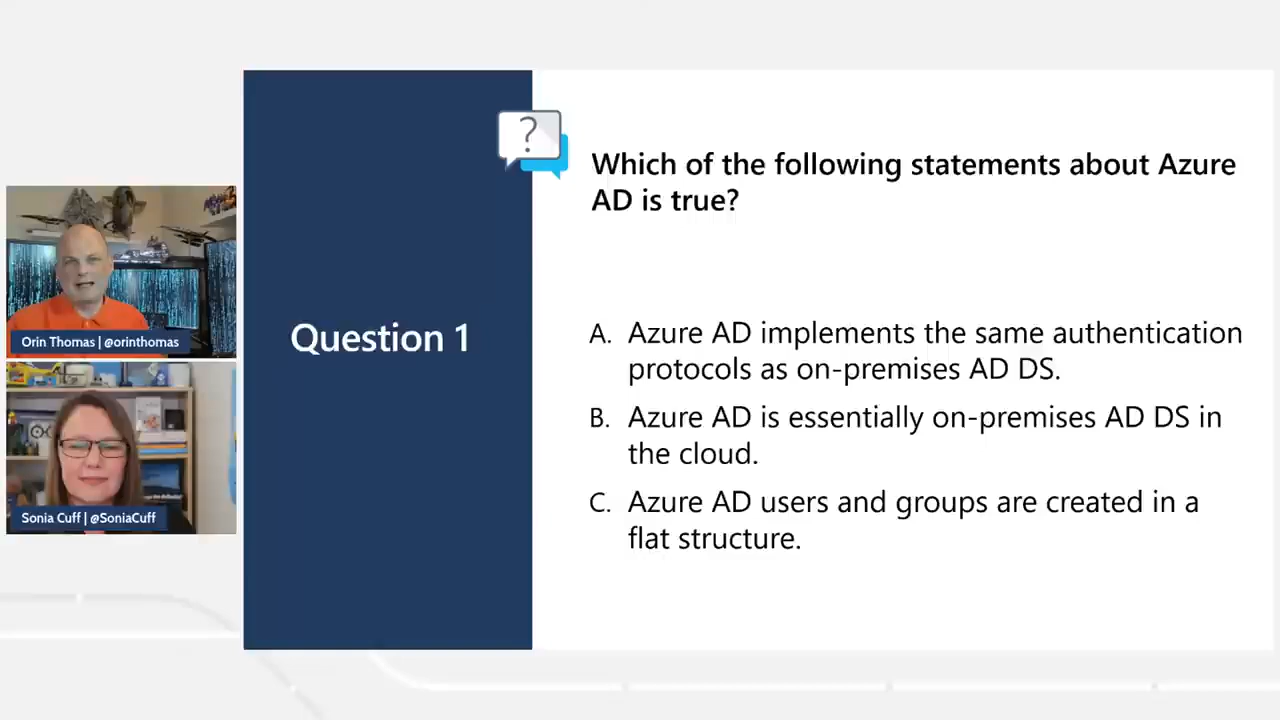 Question 1
?
Which of the following statements about Azure
AD is true?
A. Azure AD implements the same authentication
protocols as on-premises AD DS.
B. Azure AD is essentially on-premises AD DS in
the cloud.
C. Azure AD users and groups are created in a
flat structure.
Orin Thomas | @orinthomas
Sonia Cuff | @SoniaCuff